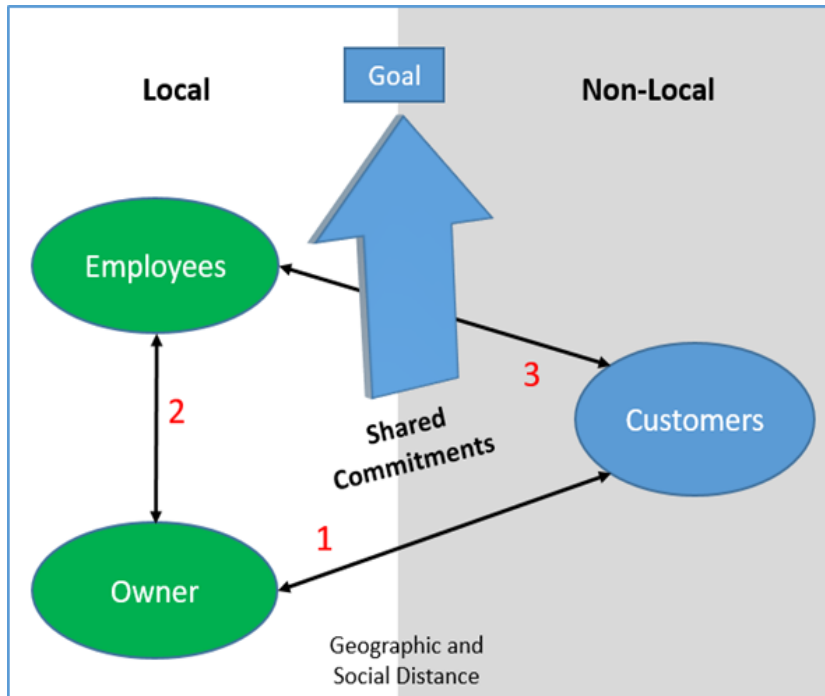 Goal
Local
Non-Local
Employees
2
3
Customers
Shared
Commitments
1
Owner
Geographic and
Social Distance